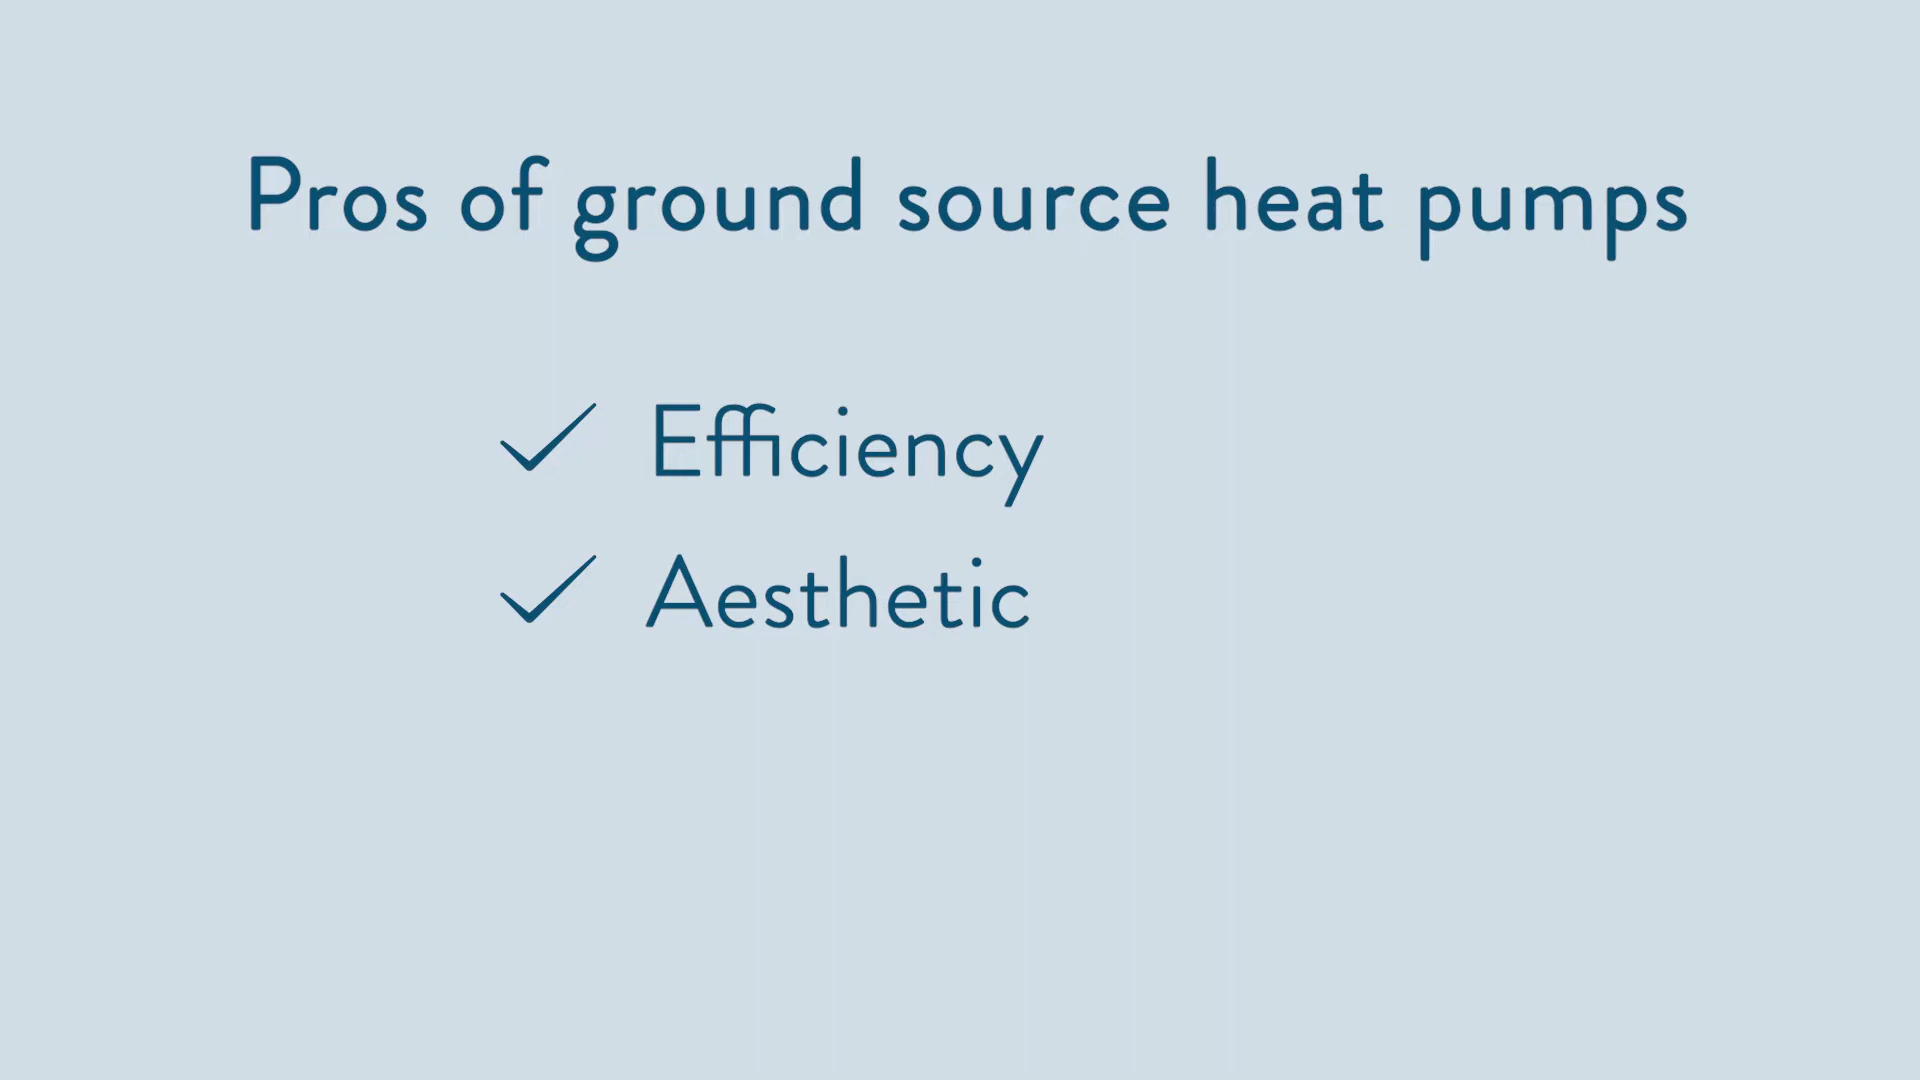 Pros of ground source heat pumps
✓ Efficiency
✓ Aesthetic